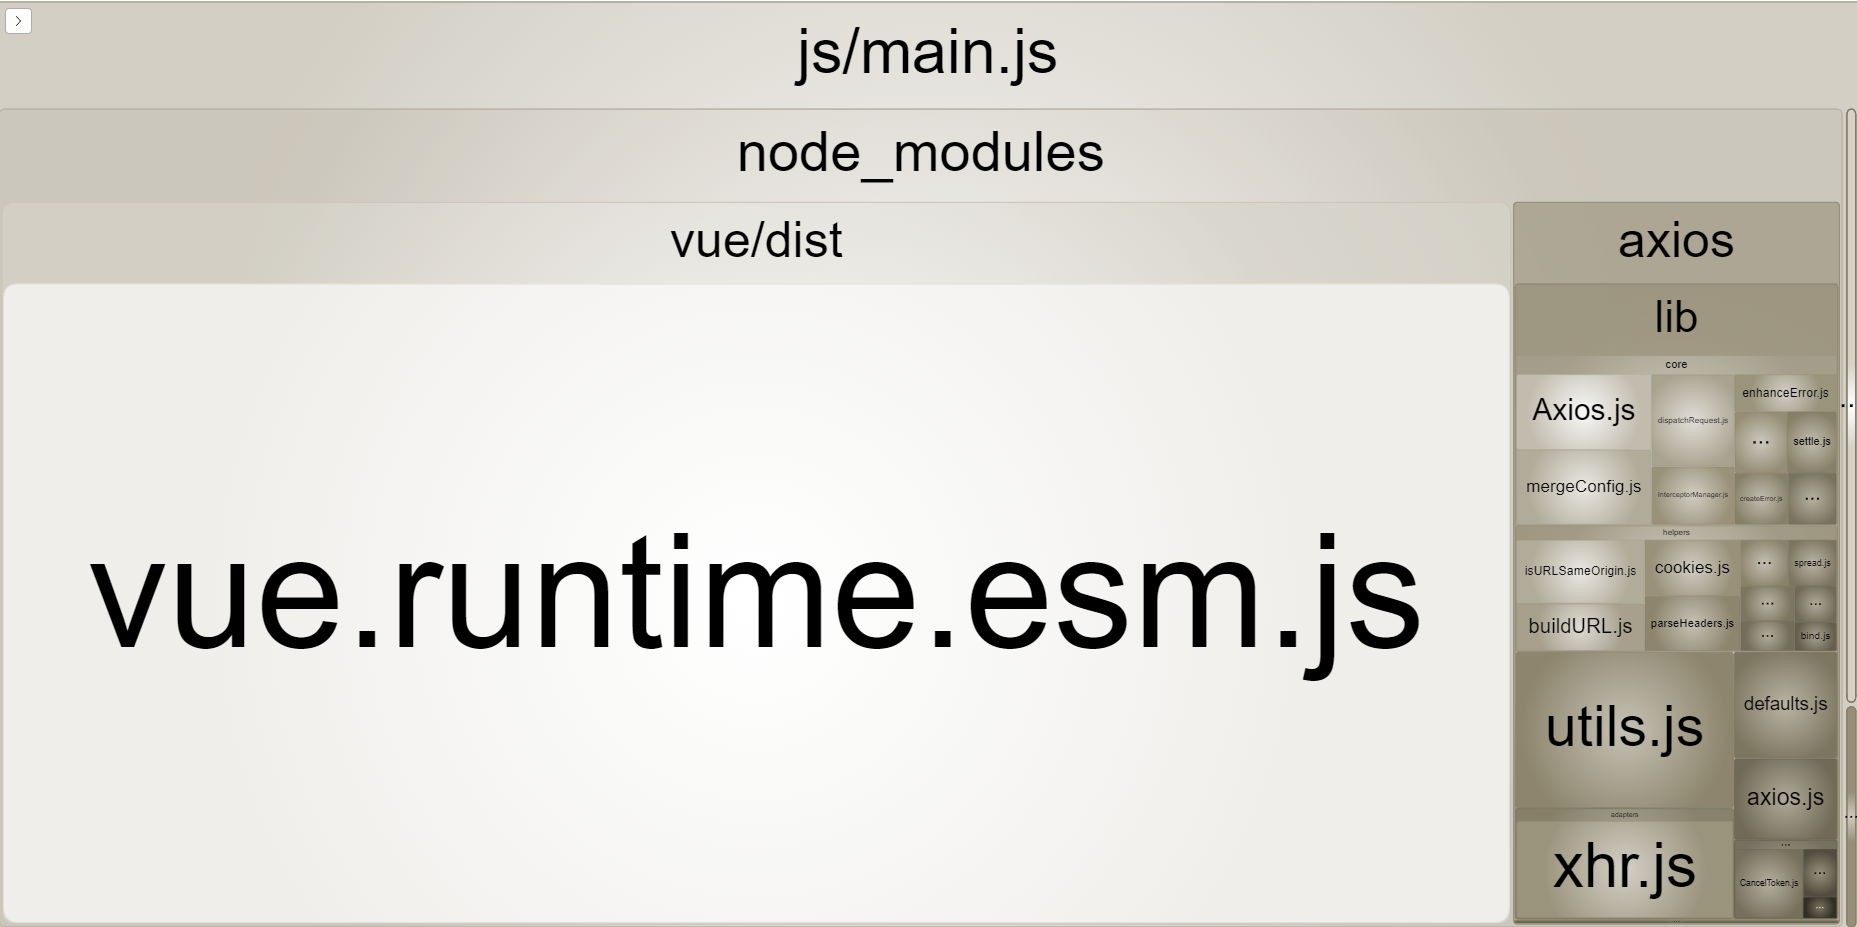 js/main.js
node_modules
vue/dist
axios
vue.runtime.esm.js
lib
core
Axios.js
dispatchRequest.js
enhanceError.js
...
settle.js
mergeConfig.js
InterceptorManager.js
createError.js
...
helpers
isURLSameOrigin.js
cookies.js
...
spread.js
buildURL.js
parseHeaders.js
...
...
...
bind.js
utils.js
defaults.js
axios.js
adapters
xhr.js
...
CancelToken.js
...
...